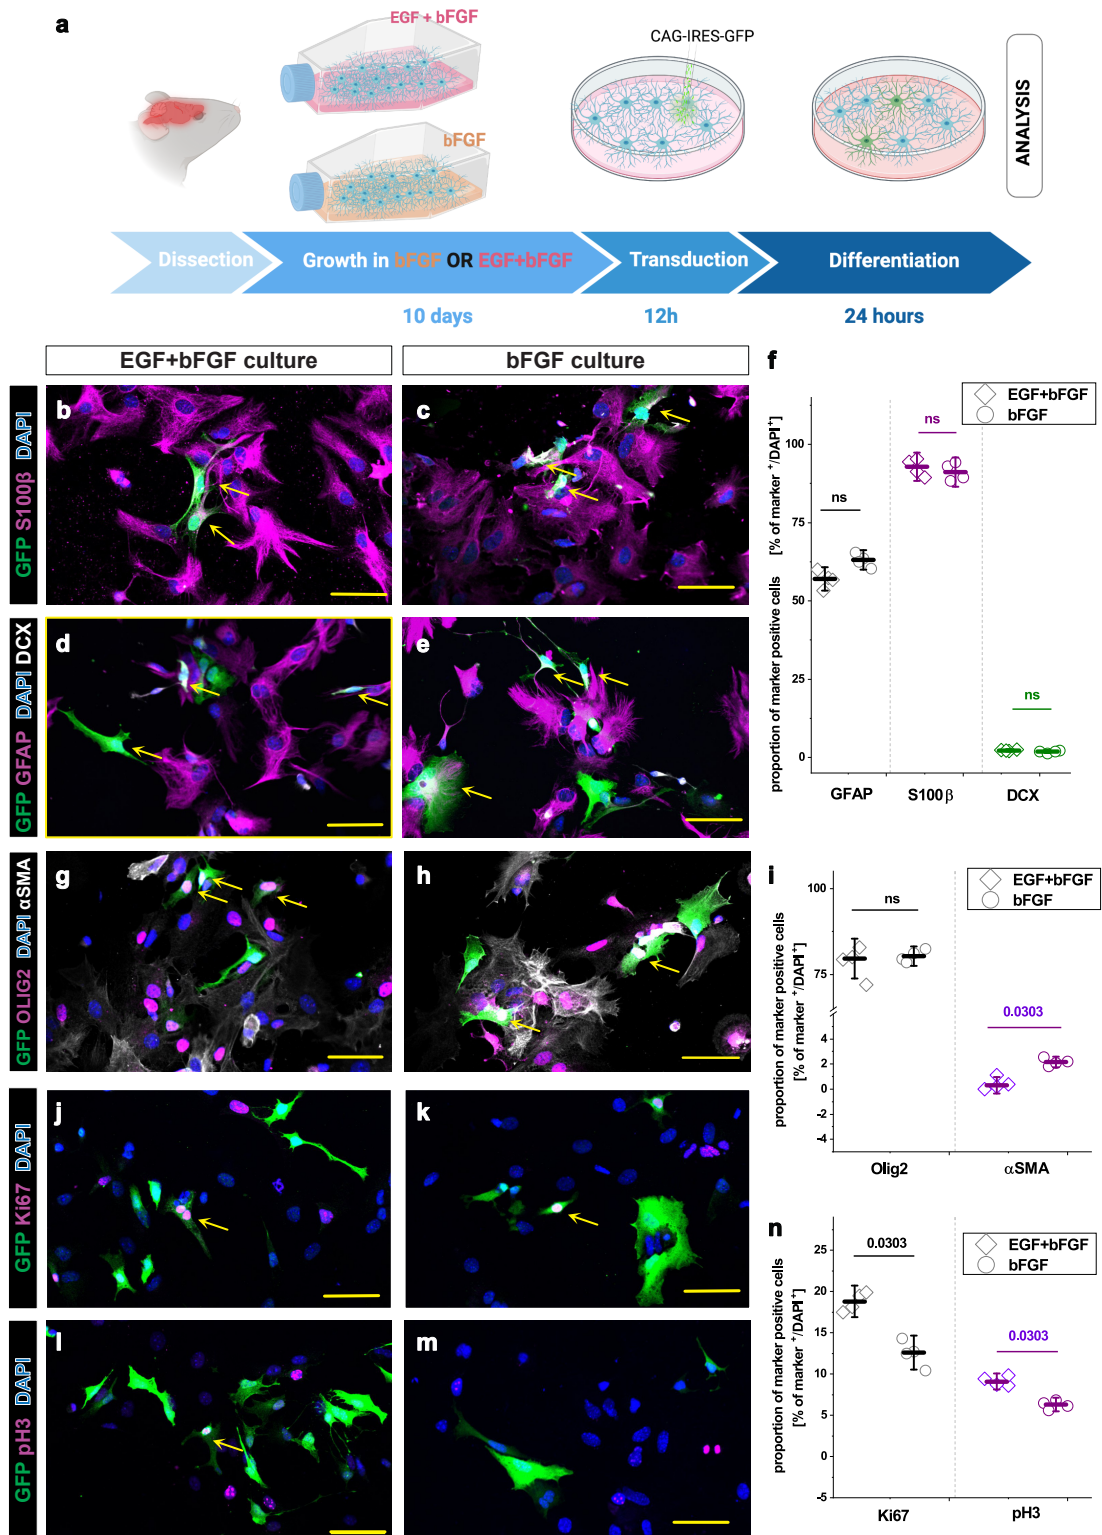 a
EGF + bFGF
bFGF
CAG-IRES-GFP
ANALYSIS
Dissection
Growth in bFGF OR EGF+bFGF
Transduction
Differentiation
10 days
12h
24 hours
EGF+bFGF culture
bFGF culture
GFP S100β DAPI
b
c
GFP GFAP DAPI DCX
d
e
f
EGF+bFGF
bFGF
proportion of marker positive cells
[% of marker +/DAPI+]
100
75
50
25
0
ns
ns
ns
GFAP
S100β
DCX
GFP OLIG2 DAPI αSMA
g
h
i
EGF+bFGF
bFGF
proportion of marker positive cells
[% of marker +/DAPI+]
100
75
4
2
0
-2
-4
ns
0.0303
Olig2
αSMA
GFP Ki67 DAPI
j
k
GFP pH3 DAPI
l
m
n
EGF+bFGF
bFGF
proportion of marker positive cells
[% of marker +/DAPI+]
25
20
15
10
5
0
-5
0.0303
0.0303
Ki67
pH3